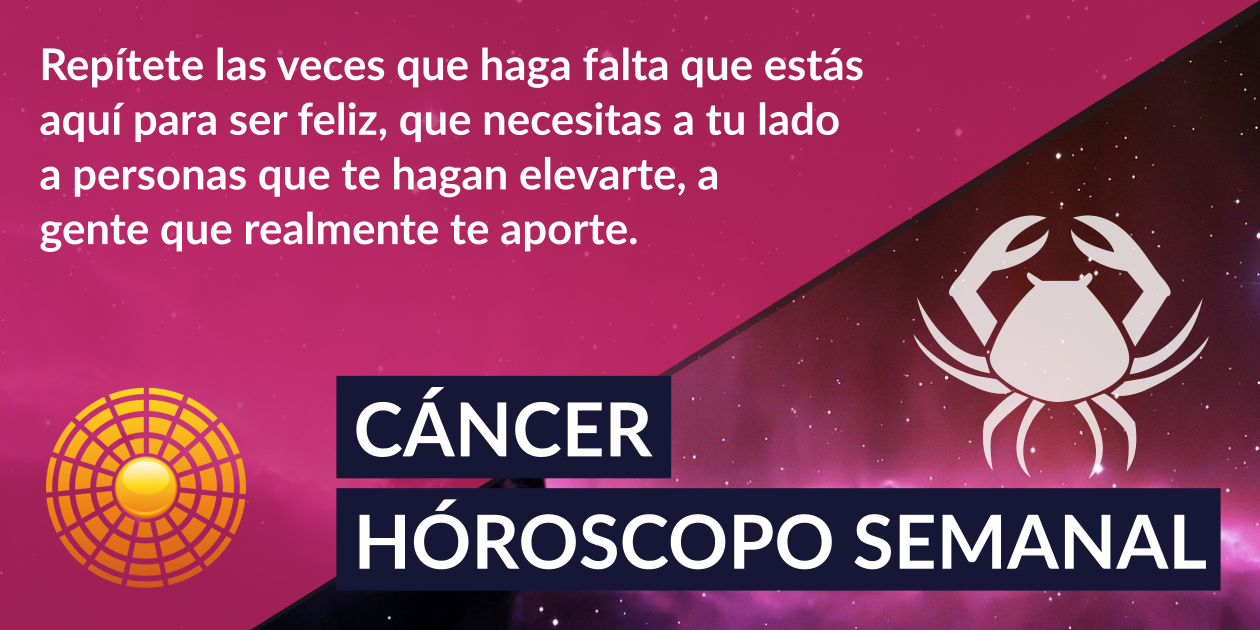 Repítete las veces que haga falta que estás
aquí para ser feliz, que necesitas a tu lado
a personas que te hagan elevarte, a
gente que realmente te aporte.
CÁNCER
HÓROSCOPO SEMANAL